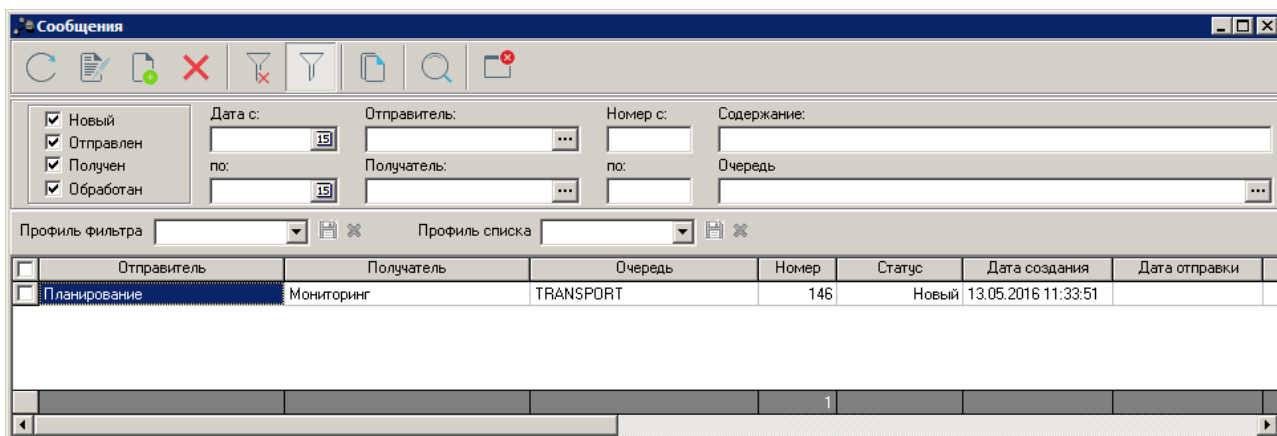 Сообщения
Новый
Отправлен
Получен
Обработан
Дата с: Отправитель: Номер с: Содержание:
15 ...
по: Получатель: по: Очередь
15 ... ...
Профиль фильтра Профиль списка
Отправитель Получатель Очередь Номер Статус Дата создания Дата отправки
Планирование Мониторинг TRANSPORT 146 Новый 13.05.2016 11:33:51
1